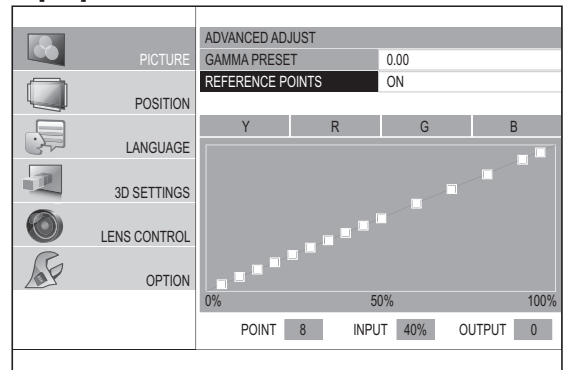 PICTURE
POSITION
LANGUAGE
3D SETTINGS
LENS CONTROL
OPTION
ADVANCED ADJUST
GAMMA PRESET 0.00
REFERENCE POINTS ON
Y R G B
0% 50% 100%
POINT 8 INPUT 40% OUTPUT 0